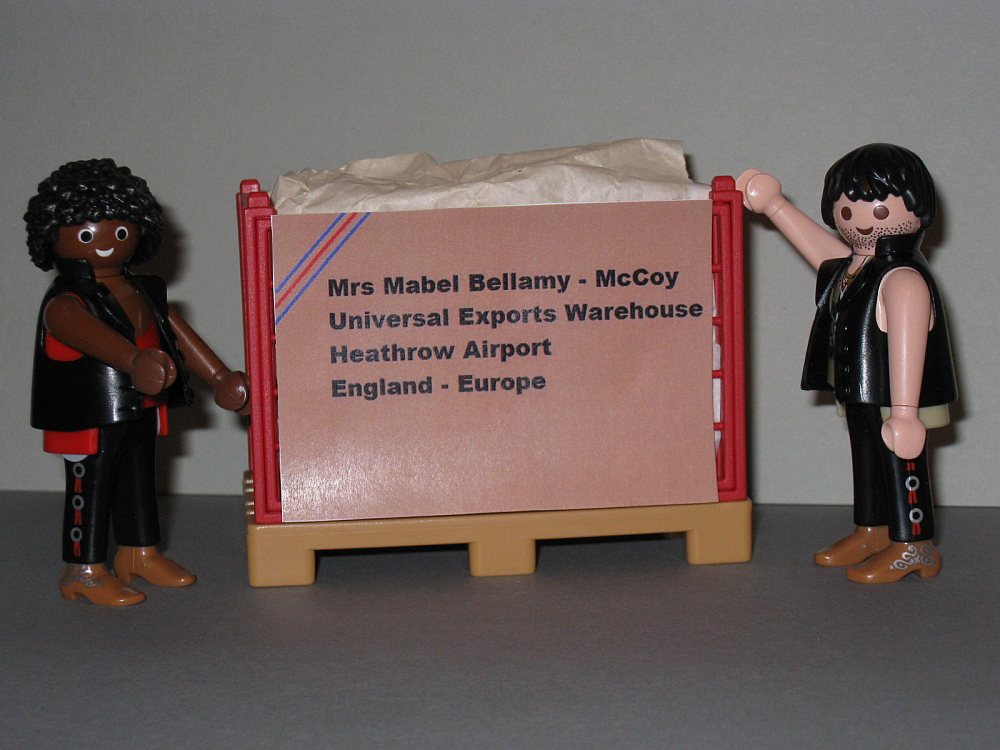 Mrs Mabel Bellamy - McCoy
Universal Exports Warehouse
Heathrow Airport
England - Europe